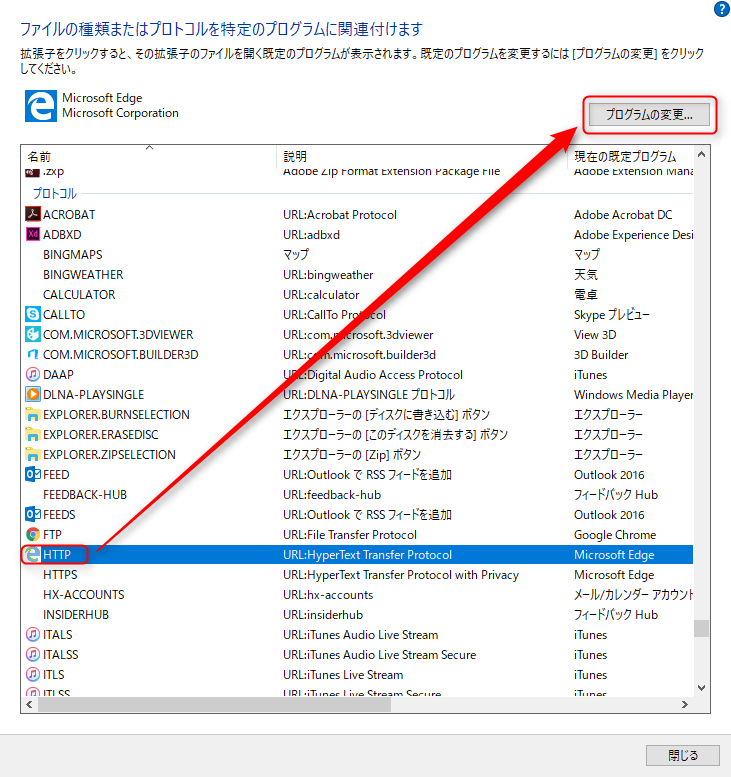 ?
ファイルの種類またはプロトコルを特定のプログラムに関連付けます
拡張子をクリックすると、その拡張子のファイルを開く既定のプログラムが表示されます。既定のプログラムを変更するには [プログラムの変更] をクリック
してください。
Microsoft Edge
Microsoft Corporation
プログラムの変更...
名前 説明 現在の既定プログラム
.zxp Adobe Zip Format Extension Package File Adobe Extension Mana
プロトコル
ACROBAT URL:Acrobat Protocol Adobe Acrobat DC
ADBXD URL:adbxd Adobe Experience Desi
BINGMAPS マップ マップ
BINGWEATHER URL:bingweather 天気
CALCULATOR URL:calculator 電卓
CALLTO URL:CallTo Protocol Skype プレビュー
COM.MICROSOFT.3DVIEWER URL:com.microsoft.3dviewer View 3D
COM.MICROSOFT.BUILDER3D URL:com.microsoft.builder3d 3D Builder
DAAP URL:Digital Audio Access Protocol iTunes
DLNA-PLAYSINGLE URL:DLNA-PLAYSINGLE プロトコル Windows Media Player
EXPLORER.BURNSELECTION エクスプローラーの [ディスクに書き込む] ボタン エクスプローラー
EXPLORER.ERASEDISC エクスプローラーの [このディスクを消去する] ボタン エクスプローラー
EXPLORER.ZIPSELECTION エクスプローラーの [Zip] ボタン エクスプローラー
FEED URL:Outlook で RSS フィードを追加 Outlook 2016
FEEDBACK-HUB URL:feedback-hub フィードバック Hub
FEEDS URL:Outlook で RSS フィードを追加 Outlook 2016
FTP URL:File Transfer Protocol Google Chrome
HTTP URL:HyperText Transfer Protocol Microsoft Edge
HTTPS URL:HyperText Transfer Protocol with Privacy Microsoft Edge
HX-ACCOUNTS URL:hx-accounts メール/カレンダー アカウント
INSIDERHUB URL:insiderhub フィードバック Hub
ITALS URL:iTunes Audio Live Stream iTunes
ITALSS URL:iTunes Audio Live Stream Secure iTunes
ITLS URL:iTunes Live Stream iTunes
ITLSS URL:iTunes Live Stream Secure iTunes
閉じる